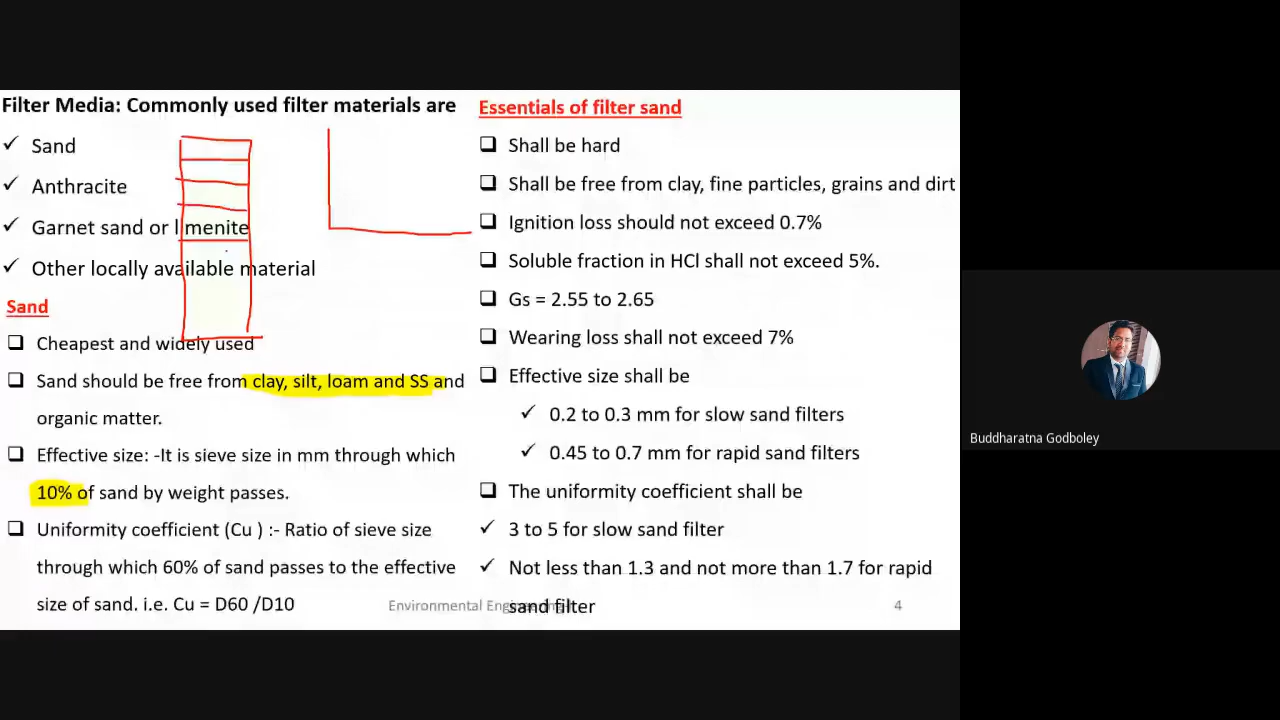 Filter Media: Commonly used filter materials are
Sand
Anthracite
Garnet sand or limenite
Other locally available material
Sand
Cheapest and widely used
Sand should be free from clay, silt, loam and SS and
organic matter.
Effective size: -It is sieve size in mm through which
10% of sand by weight passes.
Uniformity coefficient (Cu ) :- Ratio of sieve size
through which 60% of sand passes to the effective
size of sand. i.e. Cu = D60 /D10
Essentials of filter sand
Shall be hard
Shall be free from clay, fine particles, grains and dirt
Ignition loss should not exceed 0.7%
Soluble fraction in HCl shall not exceed 5%.
Gs = 2.55 to 2.65
Wearing loss shall not exceed 7%
Effective size shall be
0.2 to 0.3 mm for slow sand filters
0.45 to 0.7 mm for rapid sand filters
The uniformity coefficient shall be
3 to 5 for slow sand filter
Not less than 1.3 and not more than 1.7 for rapid
sand filter
Environmental
4
Buddharatna Godboley